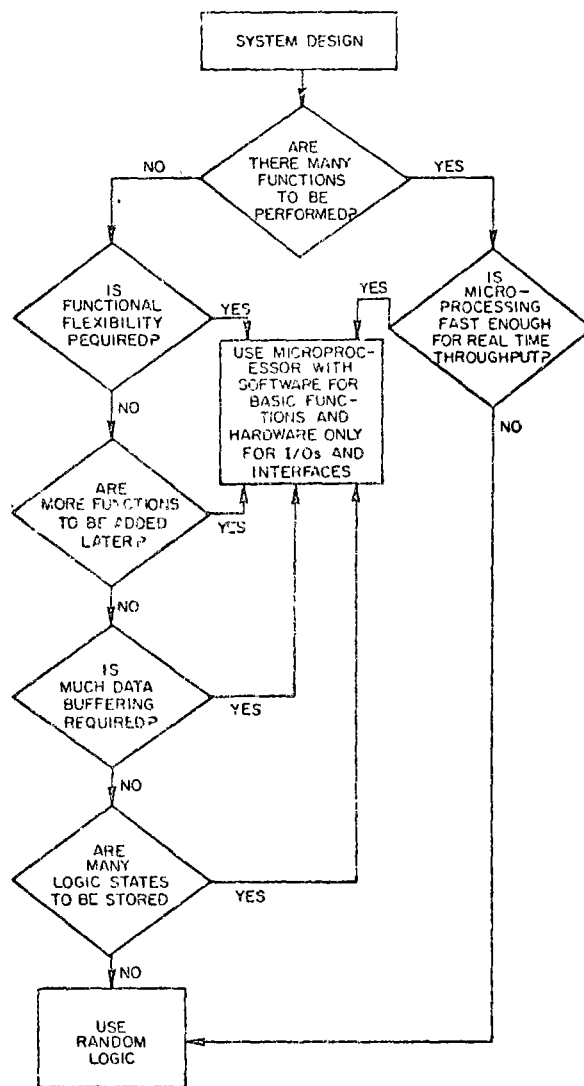 SYSTEM DESIGN
ARE
THERE MANY
FUNCTIONS
TO BE
PERFORMED?
NO
YES
IS
FUNCTIONAL
FLEXIBILITY
REQUIRED?
YES
NO
YES
IS
MICRO-
PROCESSING
FAST ENOUGH
FOR REAL TIME
THROUGHPUT?
NO
USE MICROPROC-
ESSOR WITH
SOFTWARE FOR
BASIC FUNC-
TIONS AND
HARDWARE ONLY
FOR I/Os AND
INTERFACES
ARE
MORE FUNCTIONS
TO BE ADDED
LATER?
YES
NO
IS
MUCH DATA
BUFFERING
REQUIRED?
YES
NO
ARE
MANY
LOGIC STATES
TO BE STORED
YES
NO
USE
RANDOM
LOGIC